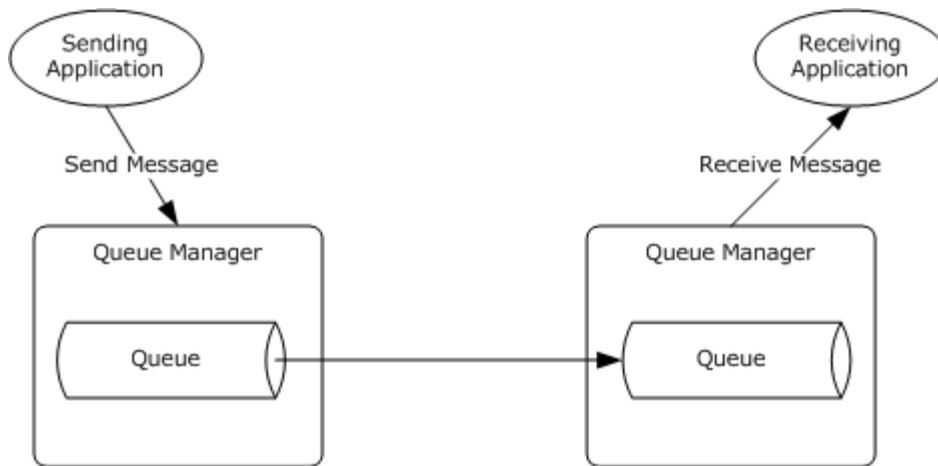 Sending
Application
Receiving
Application
Send Message
Receive Message
Queue Manager
Queue Manager
Queue
Queue